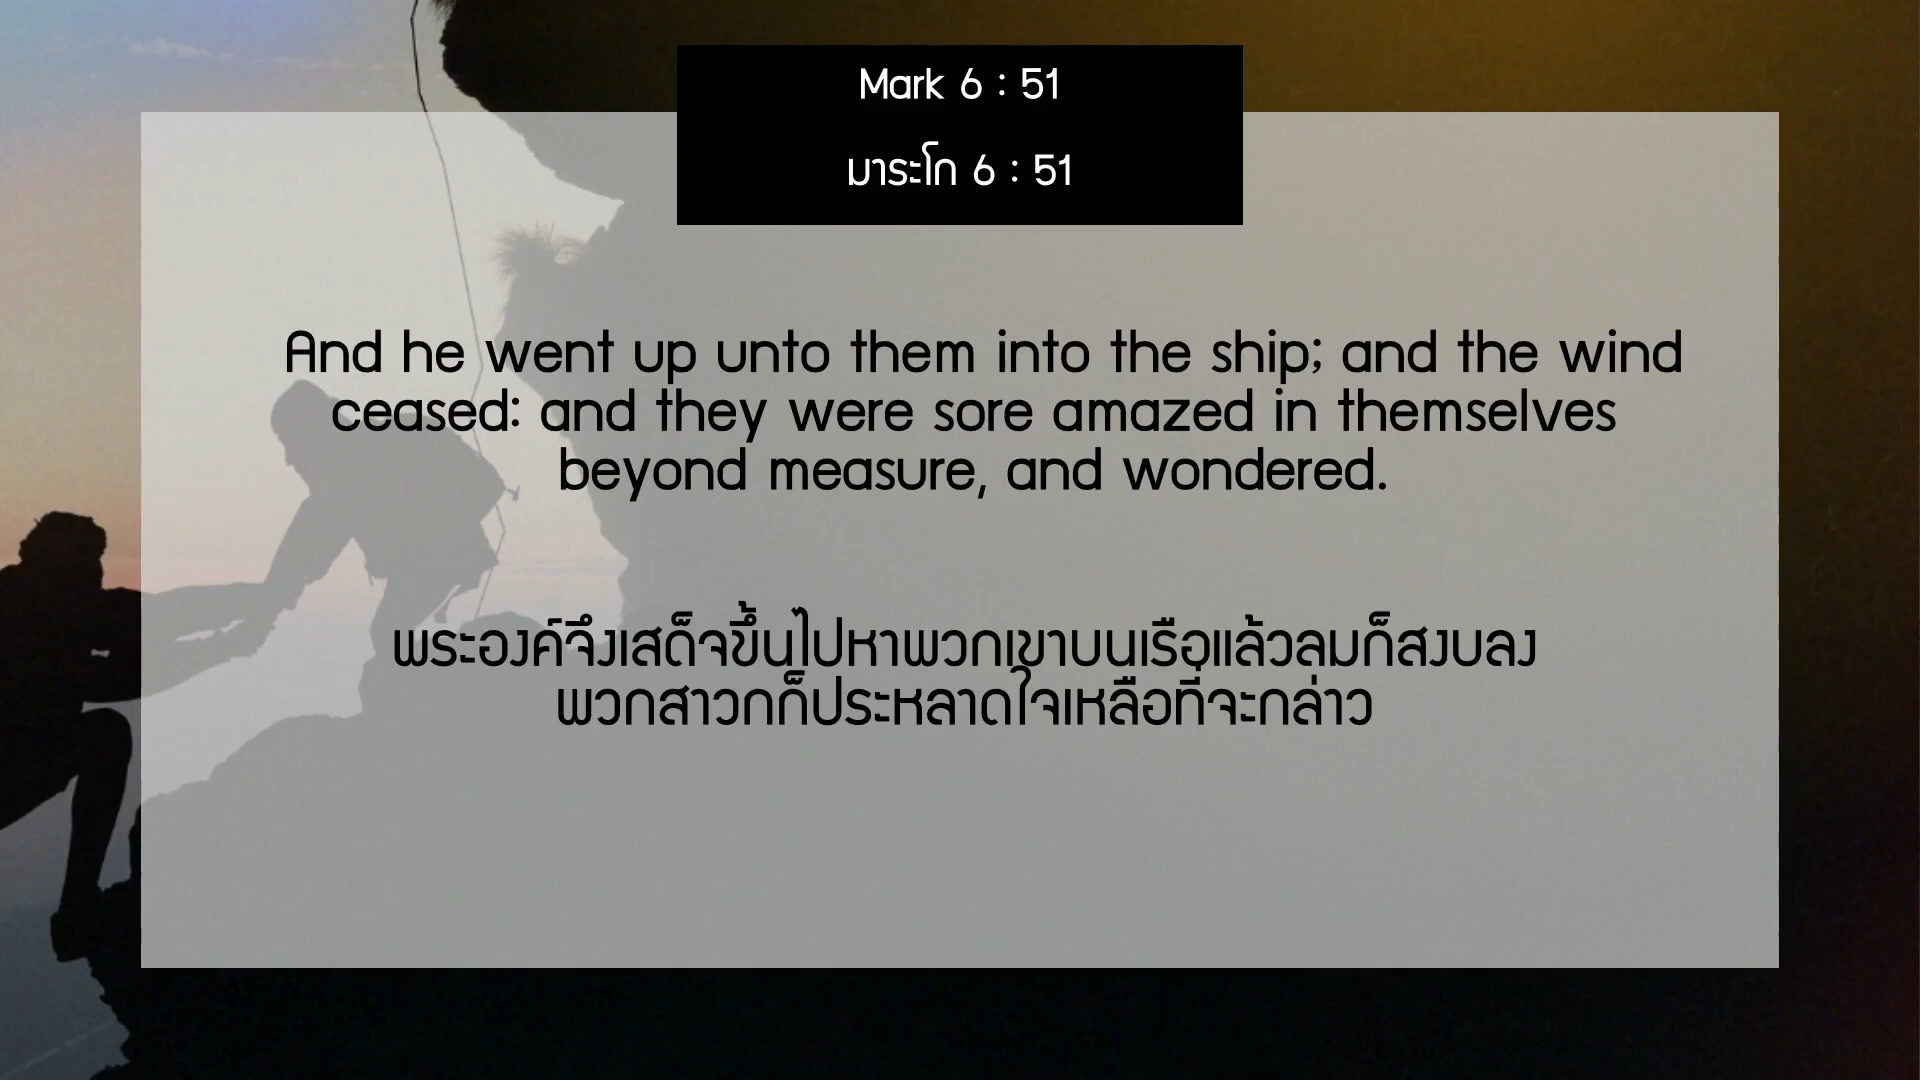 Mark 6 : 51
มาระโก 6 : 51
And he went up unto them into the ship; and the wind
ceased: and they were sore amazed in themselves
beyond measure, and wondered.
พระองค์จึงเสด็จขึ้นไปหาพวกเขาบนเรือแล้วลมก็สงบลง
พวกสาวกก็ประหลาดใจเหลือที่จะกล่าว